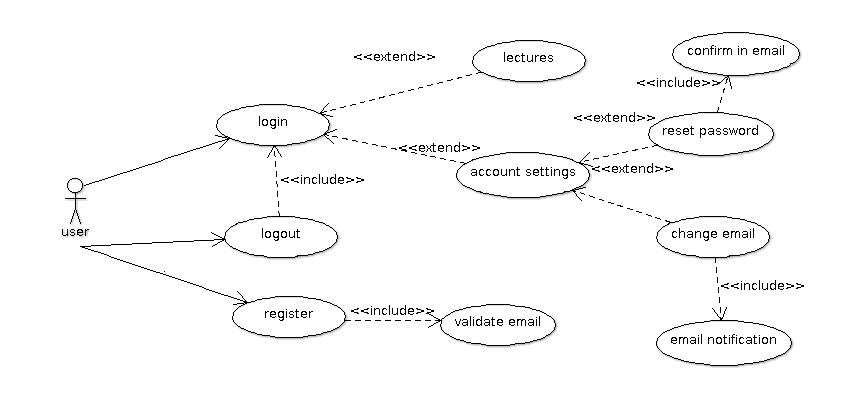 confirm in email
<<extend>>
lectures
<<include>>
login
<<extend>>
reset password
<<extend>>
account settings
<<extend>>
<<include>>
user
logout
change email
<<include>>
register
<<include>>
validate email
email notification